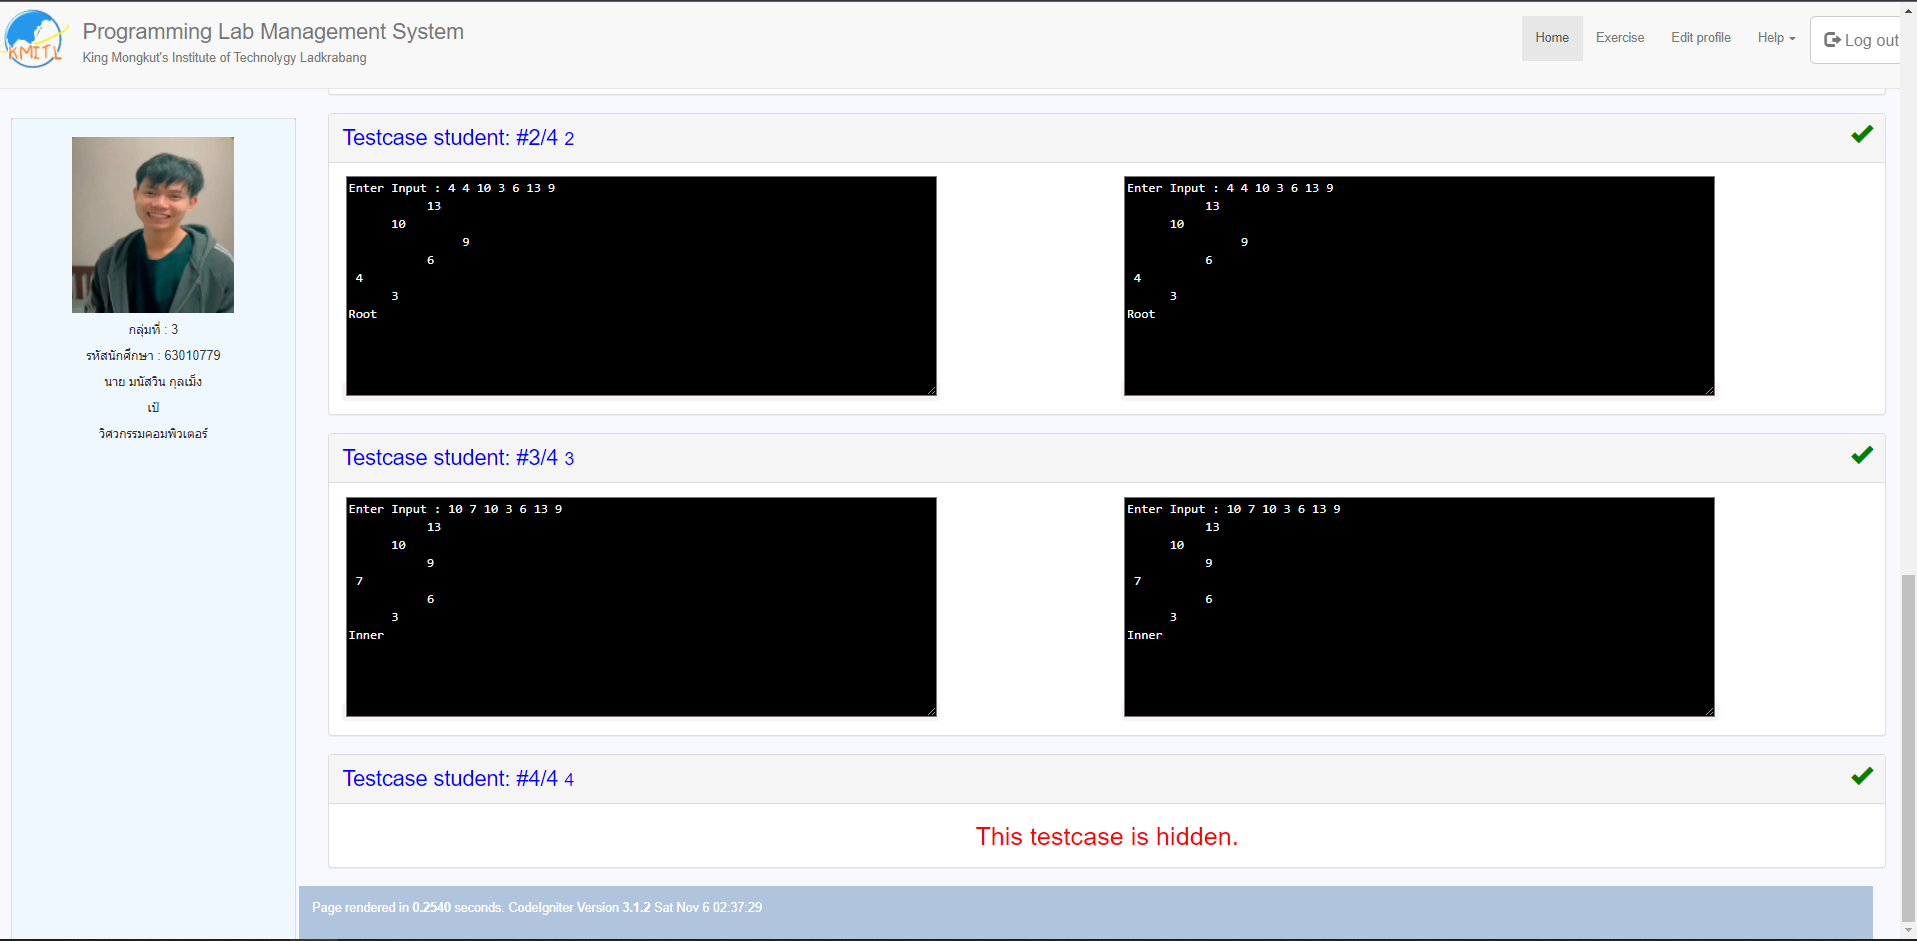 KMITL
Programming Lab Management System
King Mongkut's Institute of Technolygy Ladkrabang
Home Exercise Edit profile Help Log out
กลุ่มที่ : 3
รหัสนักศึกษา : 63010779
นาย มนัสวิน กุลเม็ง
เป้
วิศวกรรมคอมพิวเตอร์
Testcase student: #2/4 2
Enter Input : 4 4 10 3 6 13 9
13
10
9
6
4
3
Root
Enter Input : 4 4 10 3 6 13 9
13
10
9
6
4
3
Root
Testcase student: #3/4 3
Enter Input : 10 7 10 3 6 13 9
13
10
9
7
6
3
Inner
Enter Input : 10 7 10 3 6 13 9
13
10
9
7
6
3
Inner
Testcase student: #4/4 4
This testcase is hidden.
Page rendered in 0.2540 seconds. CodeIgniter Version 3.1.2 Sat Nov 6 02:37:29